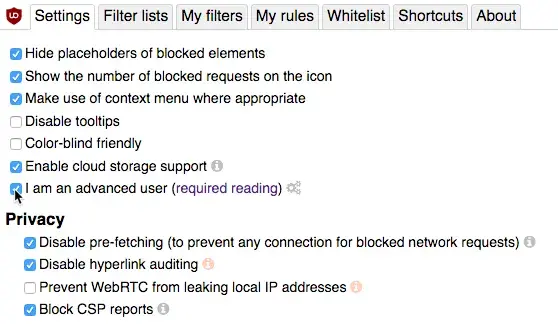 Settings Filter lists My filters My rules Whitelist Shortcuts About
Hide placeholders of blocked elements
Show the number of blocked requests on the icon
Make use of context menu where appropriate
Disable tooltips
Color-blind friendly
Enable cloud storage support
I am an advanced user (required reading)
Privacy
Disable pre-fetching (to prevent any connection for blocked network requests)
Disable hyperlink auditing
Prevent WebRTC from leaking local IP addresses
Block CSP reports